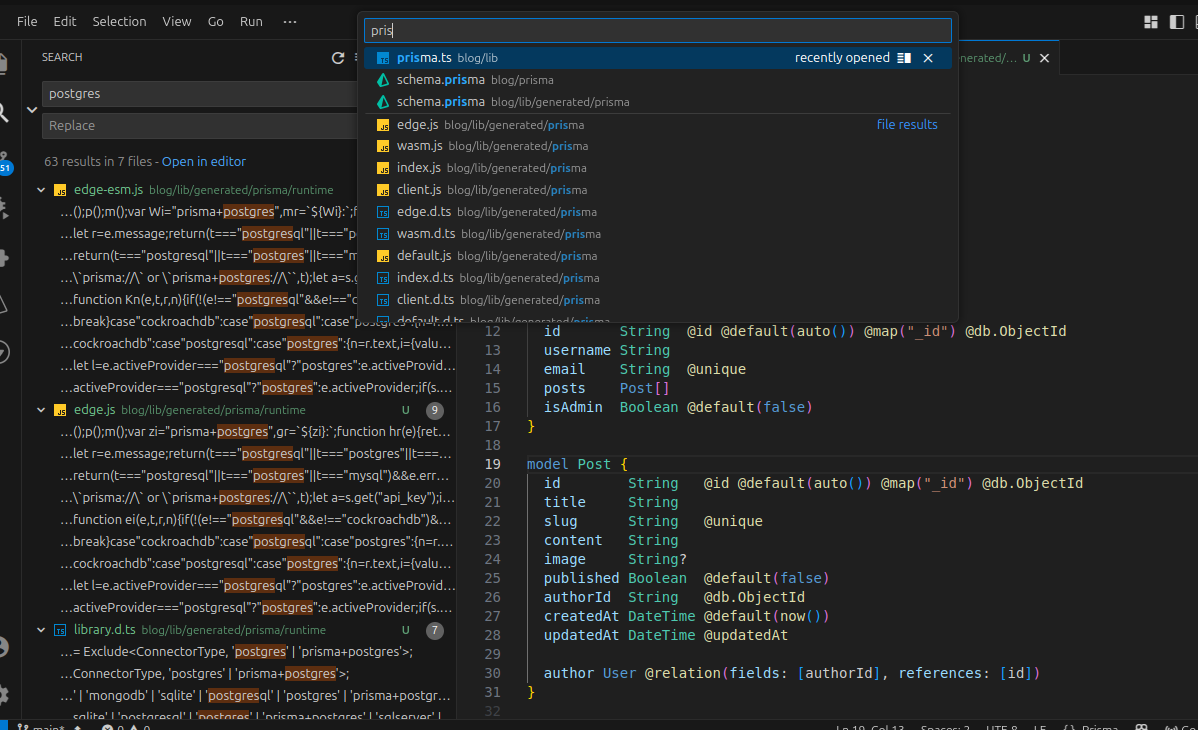 File Edit Selection View Go Run ···
pris
SEARCH
postgres
Replace
63 results in 7 files - Open in editor
prisma.ts blog/lib recently opened
schema.prisma blog/prisma
schema.prisma blog/lib/generated/prisma
edge.js blog/lib/generated/prisma file results
wasm.js blog/lib/generated/prisma
index.js blog/lib/generated/prisma
client.js blog/lib/generated/prisma
edge.d.ts blog/lib/generated/prisma
wasm.d.ts blog/lib/generated/prisma
default.js blog/lib/generated/prisma
index.d.ts blog/lib/generated/prisma
client.d.ts blog/lib/generated/prisma
default.d.ts blog/lib/generated/prisma
enerated/... U
51
edge-esm.js blog/lib/generated/prisma/runtime
…();p();m();var Wi="prisma+postgres",mr=`${Wi}:`;f
…let r=e.message;return(t==="postgresql"||t==="p
…return(t==="postgresql"||t==="postgres"||t==="m
…\`prisma://\` or \`prisma+postgres://\``,t);let a=s.g
…function Kn(e,t,r,n){if(!(e!=="postgresql"&&e!=="c
…break}case"cockroachdb":case"postgresql":case"postgres":{n=r.…
…cockroachdb":case"postgresql":case"postgres":{n=r.text,i={valu…
…let l=e.activeProvider==="postgresql"?"postgres":e.activeProvid…
…activeProvider==="postgresql"?"postgres":e.activeProvider;if(s.…
edge.js blog/lib/generated/prisma/runtime U 9
…();p();m();var zi="prisma+postgres",gr=`${zi}:`;function hr(e){ret…
…let r=e.message;return(t==="postgresql"||t==="postgres"||t===…
…return(t==="postgresql"||t==="postgres"||t==="mysql")&&e.err…
…\`prisma://\` or \`prisma+postgres://\``,t);let a=s.get("api_key");i…
…function ei(e,t,r,n){if(!(e!=="postgresql"&&e!=="cockroachdb")&…
…break}case"cockroachdb":case"postgresql":case"postgres":{n=r.…
…cockroachdb":case"postgresql":case"postgres":{n=r.text,i={valu…
…let l=e.activeProvider==="postgresql"?"postgres":e.activeProvid…
…activeProvider==="postgresql"?"postgres":e.activeProvider;if(s.…
library.d.ts blog/lib/generated/prisma/runtime U 7
…= Exclude<ConnectorType, 'postgres' | 'prisma+postgres'>;
…ConnectorType, 'postgres' | 'prisma+postgres'>;
…' | 'mongodb' | 'sqlite' | 'postgresql' | 'postgres' | 'prisma+postgr…
…sqlite' | 'postgresql' | 'postgres' | 'prisma+postgres' | 'sqlserver' |
12 id String @id @default(auto()) @map("_id") @db.ObjectId
13 username String
14 email String @unique
15 posts Post[]
16 isAdmin Boolean @default(false)
17 }
18
19 model Post {
20 id String @id @default(auto()) @map("_id") @db.ObjectId
21 title String
22 slug String @unique
23 content String
24 image String?
25 published Boolean @default(false)
26 authorId String @db.ObjectId
27 createdAt DateTime @default(now())
28 updatedAt DateTime @updatedAt
29
30 author User @relation(fields: [authorId], references: [id])
31 }
32
main* 0 0 Ln 19, Col 13 Spaces: 2 UTF-8 LF {} Prisma Go